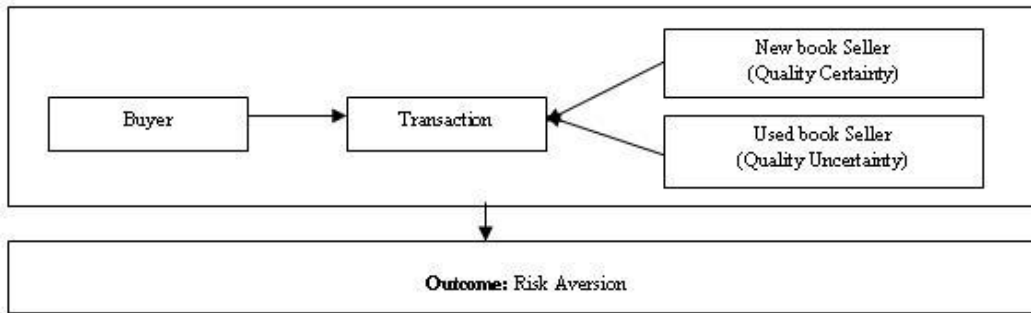 New book Seller
(Quality Certainty)
Buyer
Transaction
Used book Seller
(Quality Uncertainty)
Outcome: Risk Aversion